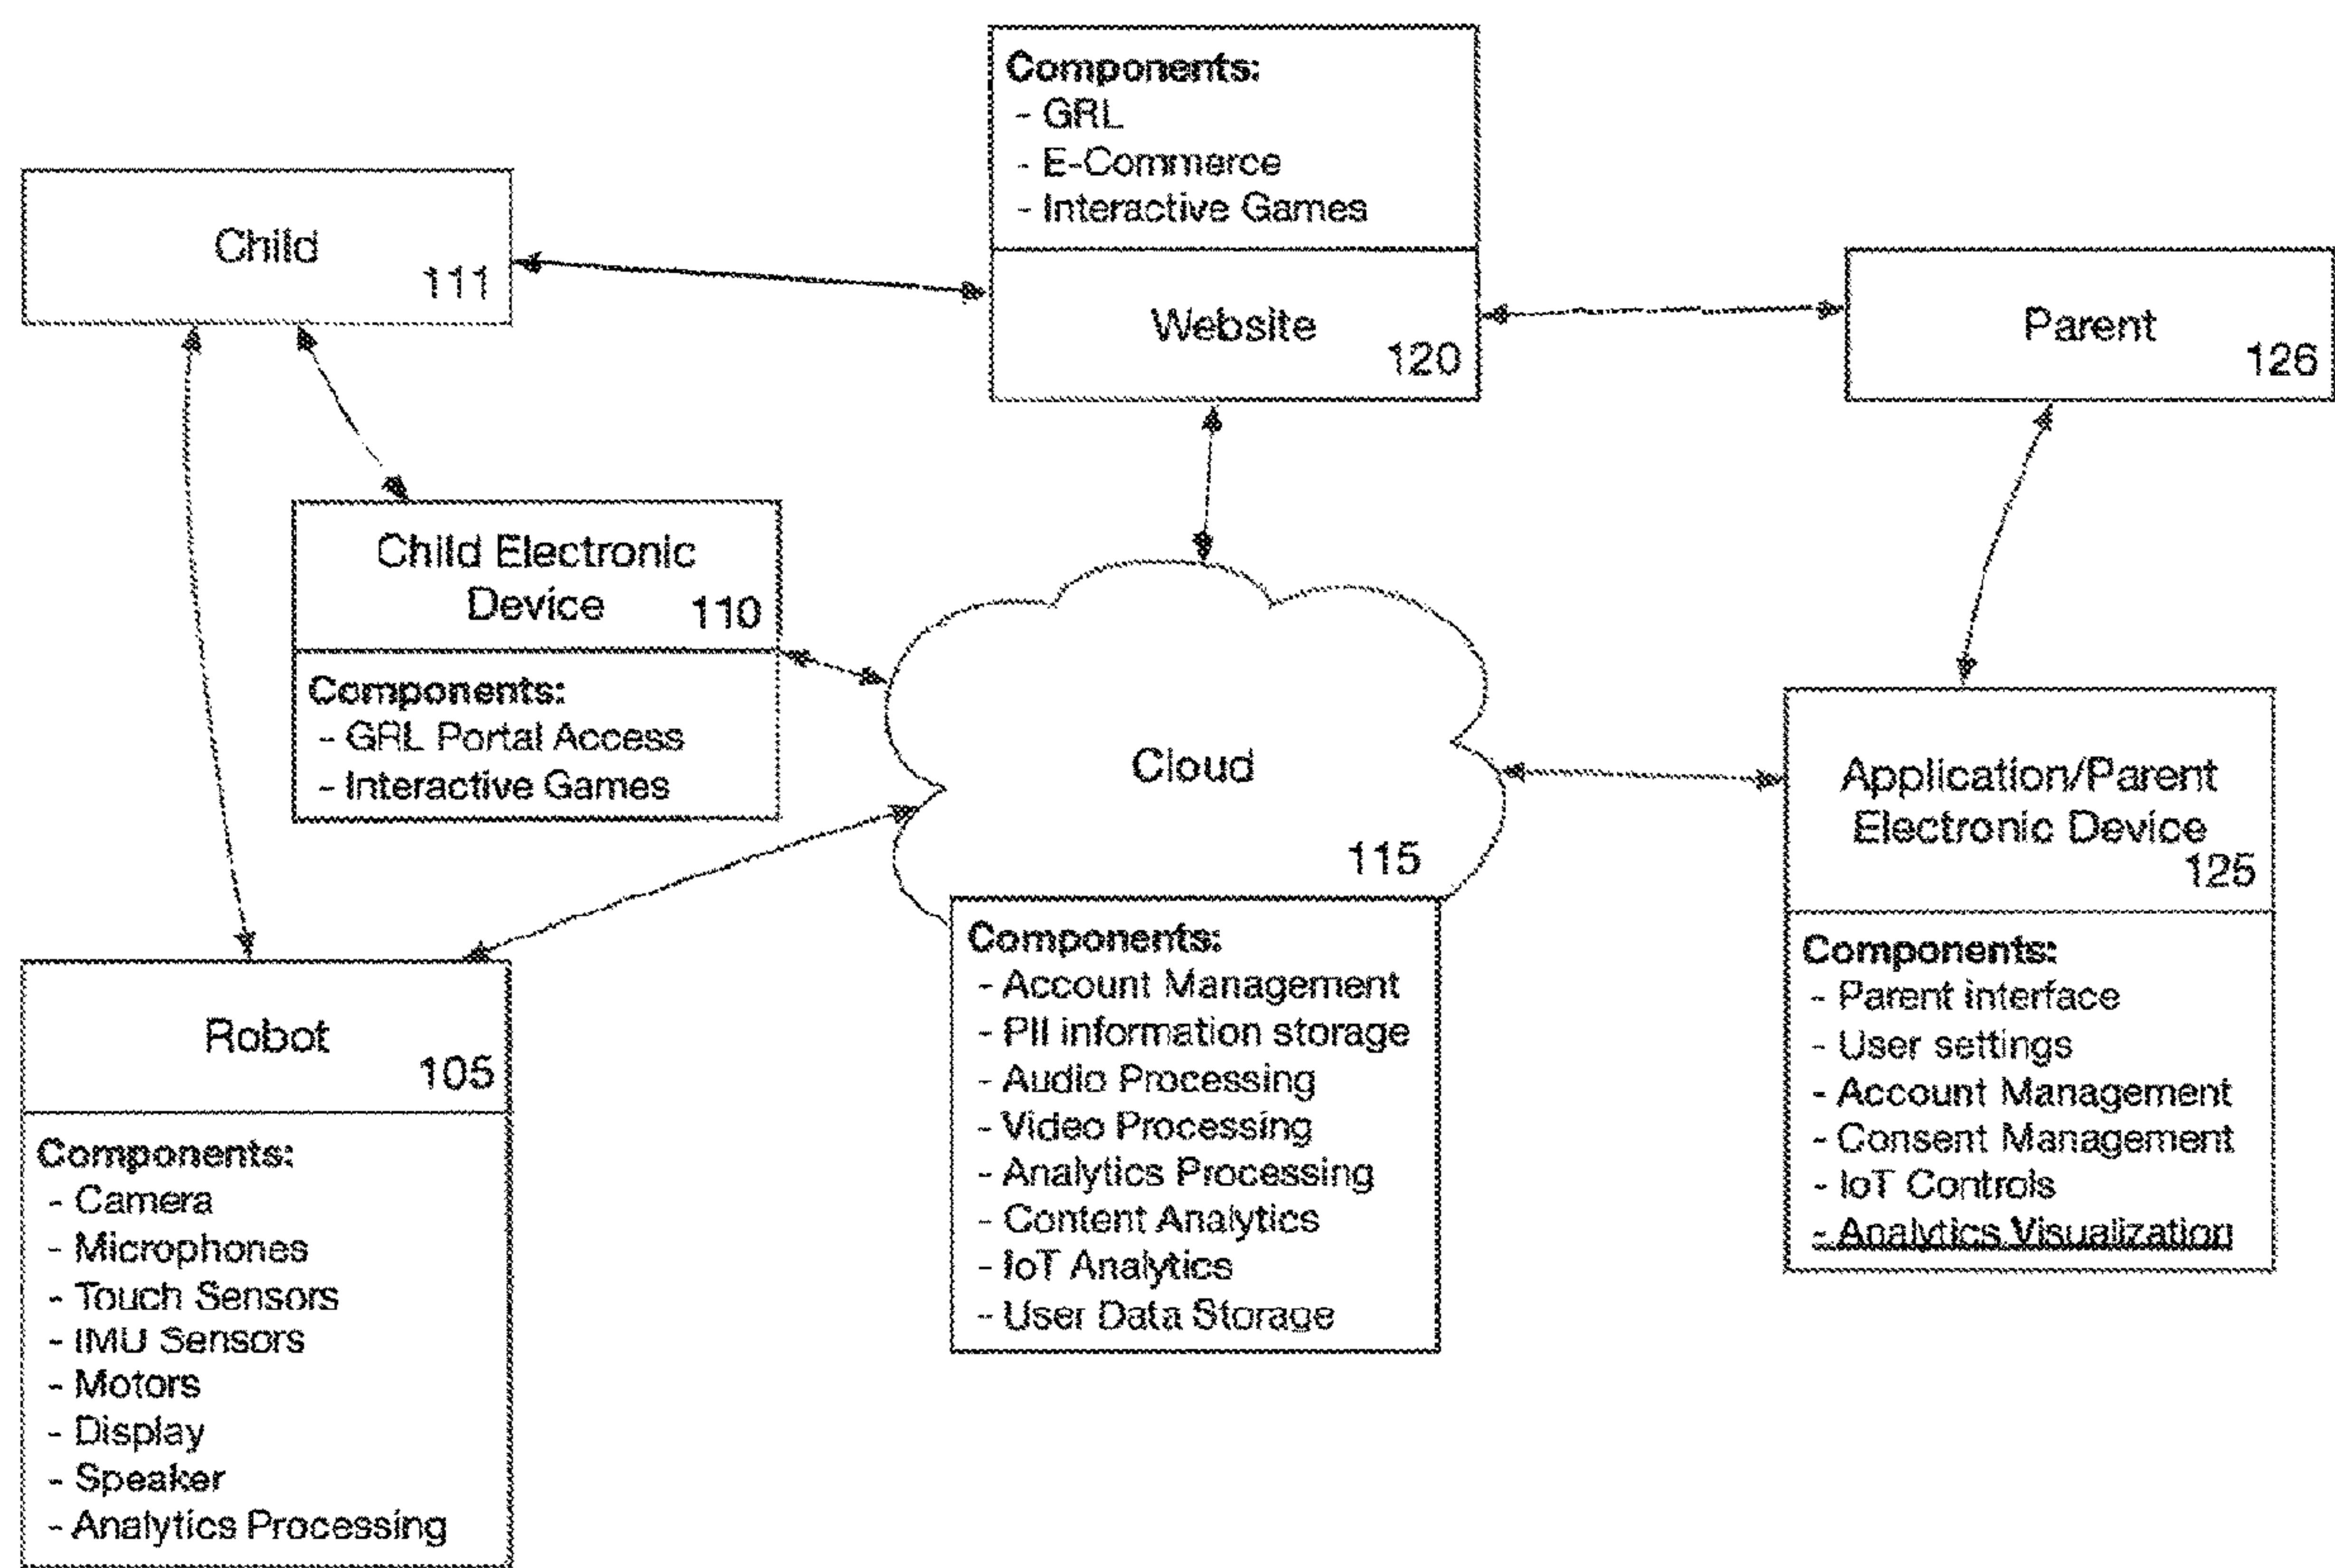 Components:
- GRL
- E-Commerce
- Interactive Games
Website
120
Child
111
Parent
126
Child Electronic
Device
110
Components:
- GRL Portal Access
- Interactive Games
Cloud
115
Components:
- Account Management
- PII information storage
- Audio Processing
- Video Processing
- Analytics Processing
- Content Analytics
- IoT Analytics
- User Data Storage
Application/Parent
Electronic Device
125
Components:
- Parent interface
- User settings
- Account Management
- Consent Management
- IoT Controls
- Analytics Visualization
Robot
105
Components:
- Camera
- Microphones
- Touch Sensors
- IMU Sensors
- Motors
- Display
- Speaker
- Analytics Processing